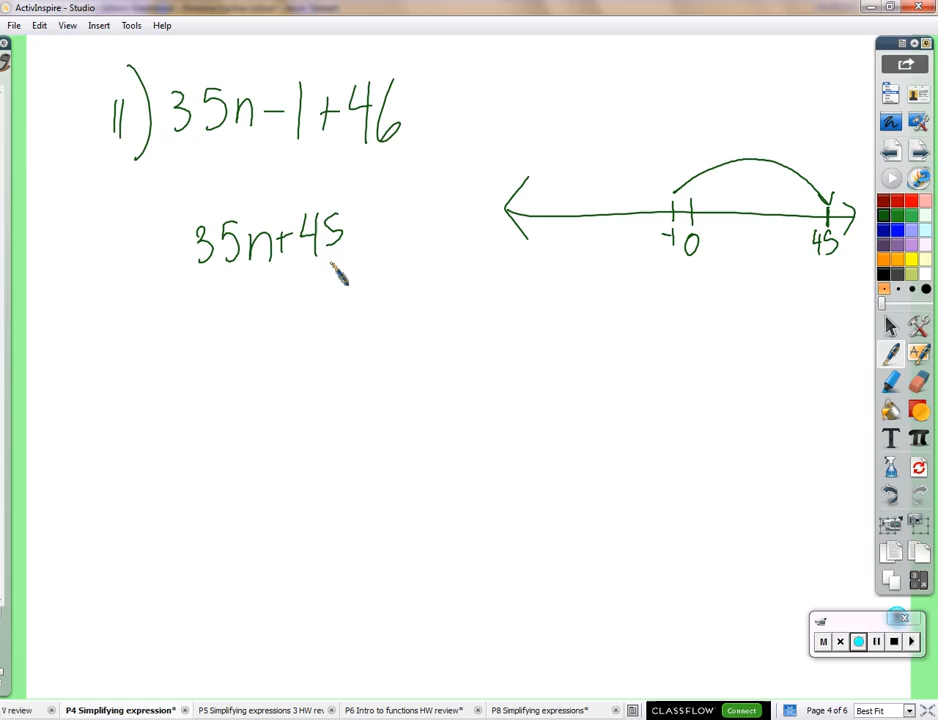 ActivInspire - Studio
File Edit View Insert Tools Help
11) 35n-1+46
35n+45
-1 0 45
W review P4 Simplifying expression* P5 Simplifying expressions 3 HW rev P6 Intro to functions HW review* P8 Simplifying expressions* CLASSFLOW Connect Page 4 of 6 Best Fit
M